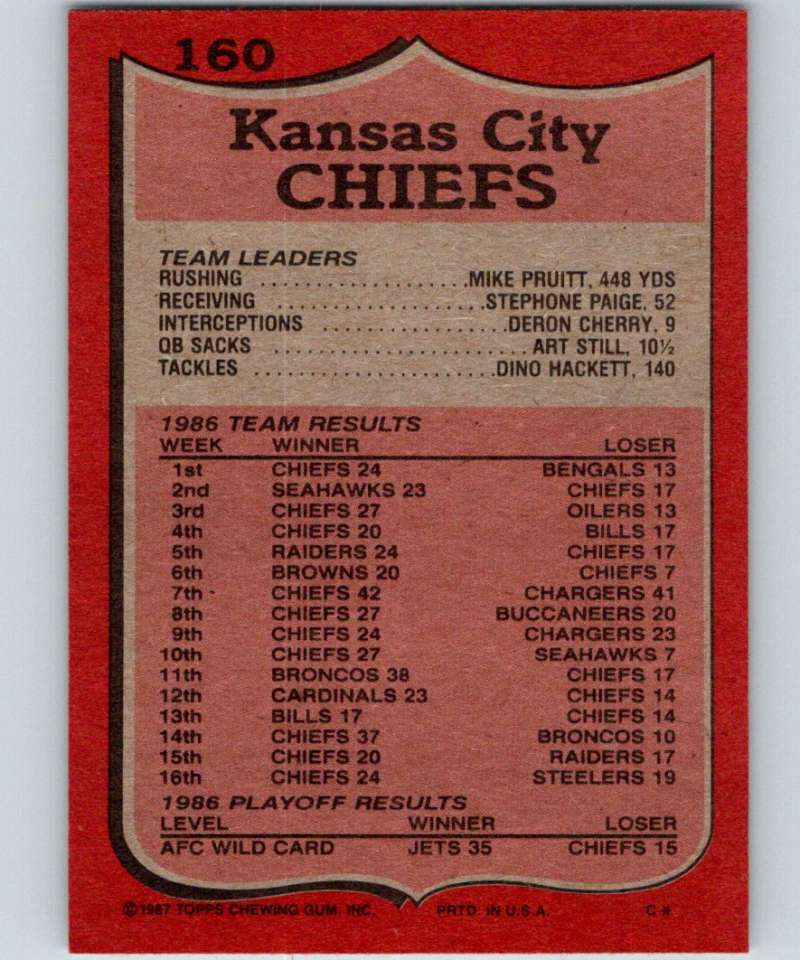 160
Kansas City
CHIEFS
TEAM LEADERS
RUSHING ...................MIKE PRUITT, 448 YDS
RECEIVING ...................STEPHONE PAIGE, 52
INTERCEPTIONS .................DERON CHERRY, 9
QB SACKS .......................ART STILL, 10½
TACKLES ......................DINO HACKETT, 140
1986 TEAM RESULTS
WEEK WINNER LOSER
1st CHIEFS 24 BENGALS 13
2nd SEAHAWKS 23 CHIEFS 17
3rd CHIEFS 27 OILERS 13
4th CHIEFS 20 BILLS 17
5th RAIDERS 24 CHIEFS 17
6th BROWNS 20 CHIEFS 7
7th CHIEFS 42 CHARGERS 41
8th CHIEFS 27 BUCCANEERS 20
9th CHIEFS 24 CHARGERS 23
10th CHIEFS 27 SEAHAWKS 7
11th BRONCOS 38 CHIEFS 17
12th CARDINALS 23 CHIEFS 14
13th BILLS 17 CHIEFS 14
14th CHIEFS 37 BRONCOS 10
15th CHIEFS 20 RAIDERS 17
16th CHIEFS 24 STEELERS 19
1986 PLAYOFF RESULTS
LEVEL WINNER LOSER
AFC WILD CARD JETS 35 CHIEFS 15
© 1987 TOPPS CHEWING GUM, INC. PRTD. IN U.S.A. C #